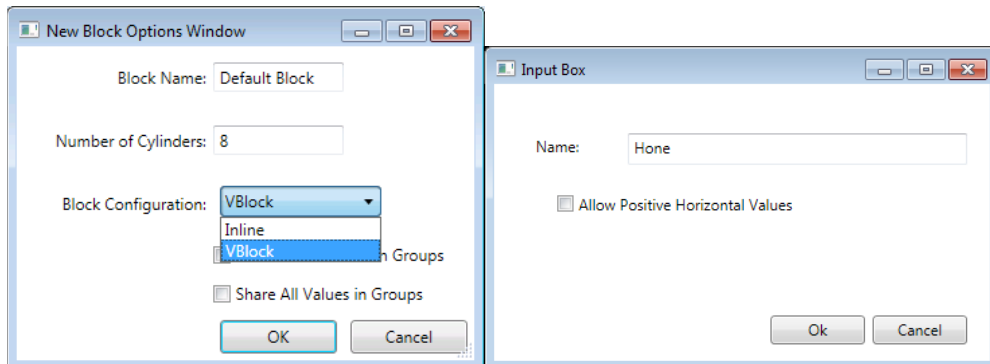 New Block Options Window
Block Name: Default Block
Number of Cylinders: 8
Block Configuration: VBlock
Inline
VBlock
n Groups
Share All Values in Groups
OK Cancel
Input Box
Name: Hone
Allow Positive Horizontal Values
Ok Cancel